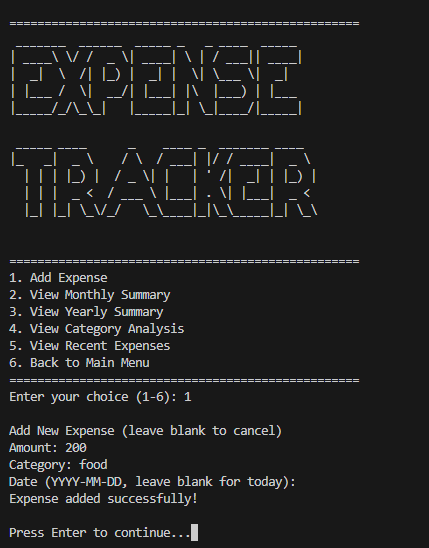 ==================================================
EXPENSE
TRACKER
==================================================
1. Add Expense
2. View Monthly Summary
3. View Yearly Summary
4. View Category Analysis
5. View Recent Expenses
6. Back to Main Menu
==================================================
Enter your choice (1-6): 1
Add New Expense (leave blank to cancel)
Amount: 200
Category: food
Date (YYYY-MM-DD, leave blank for today):
Expense added successfully!
Press Enter to continue...